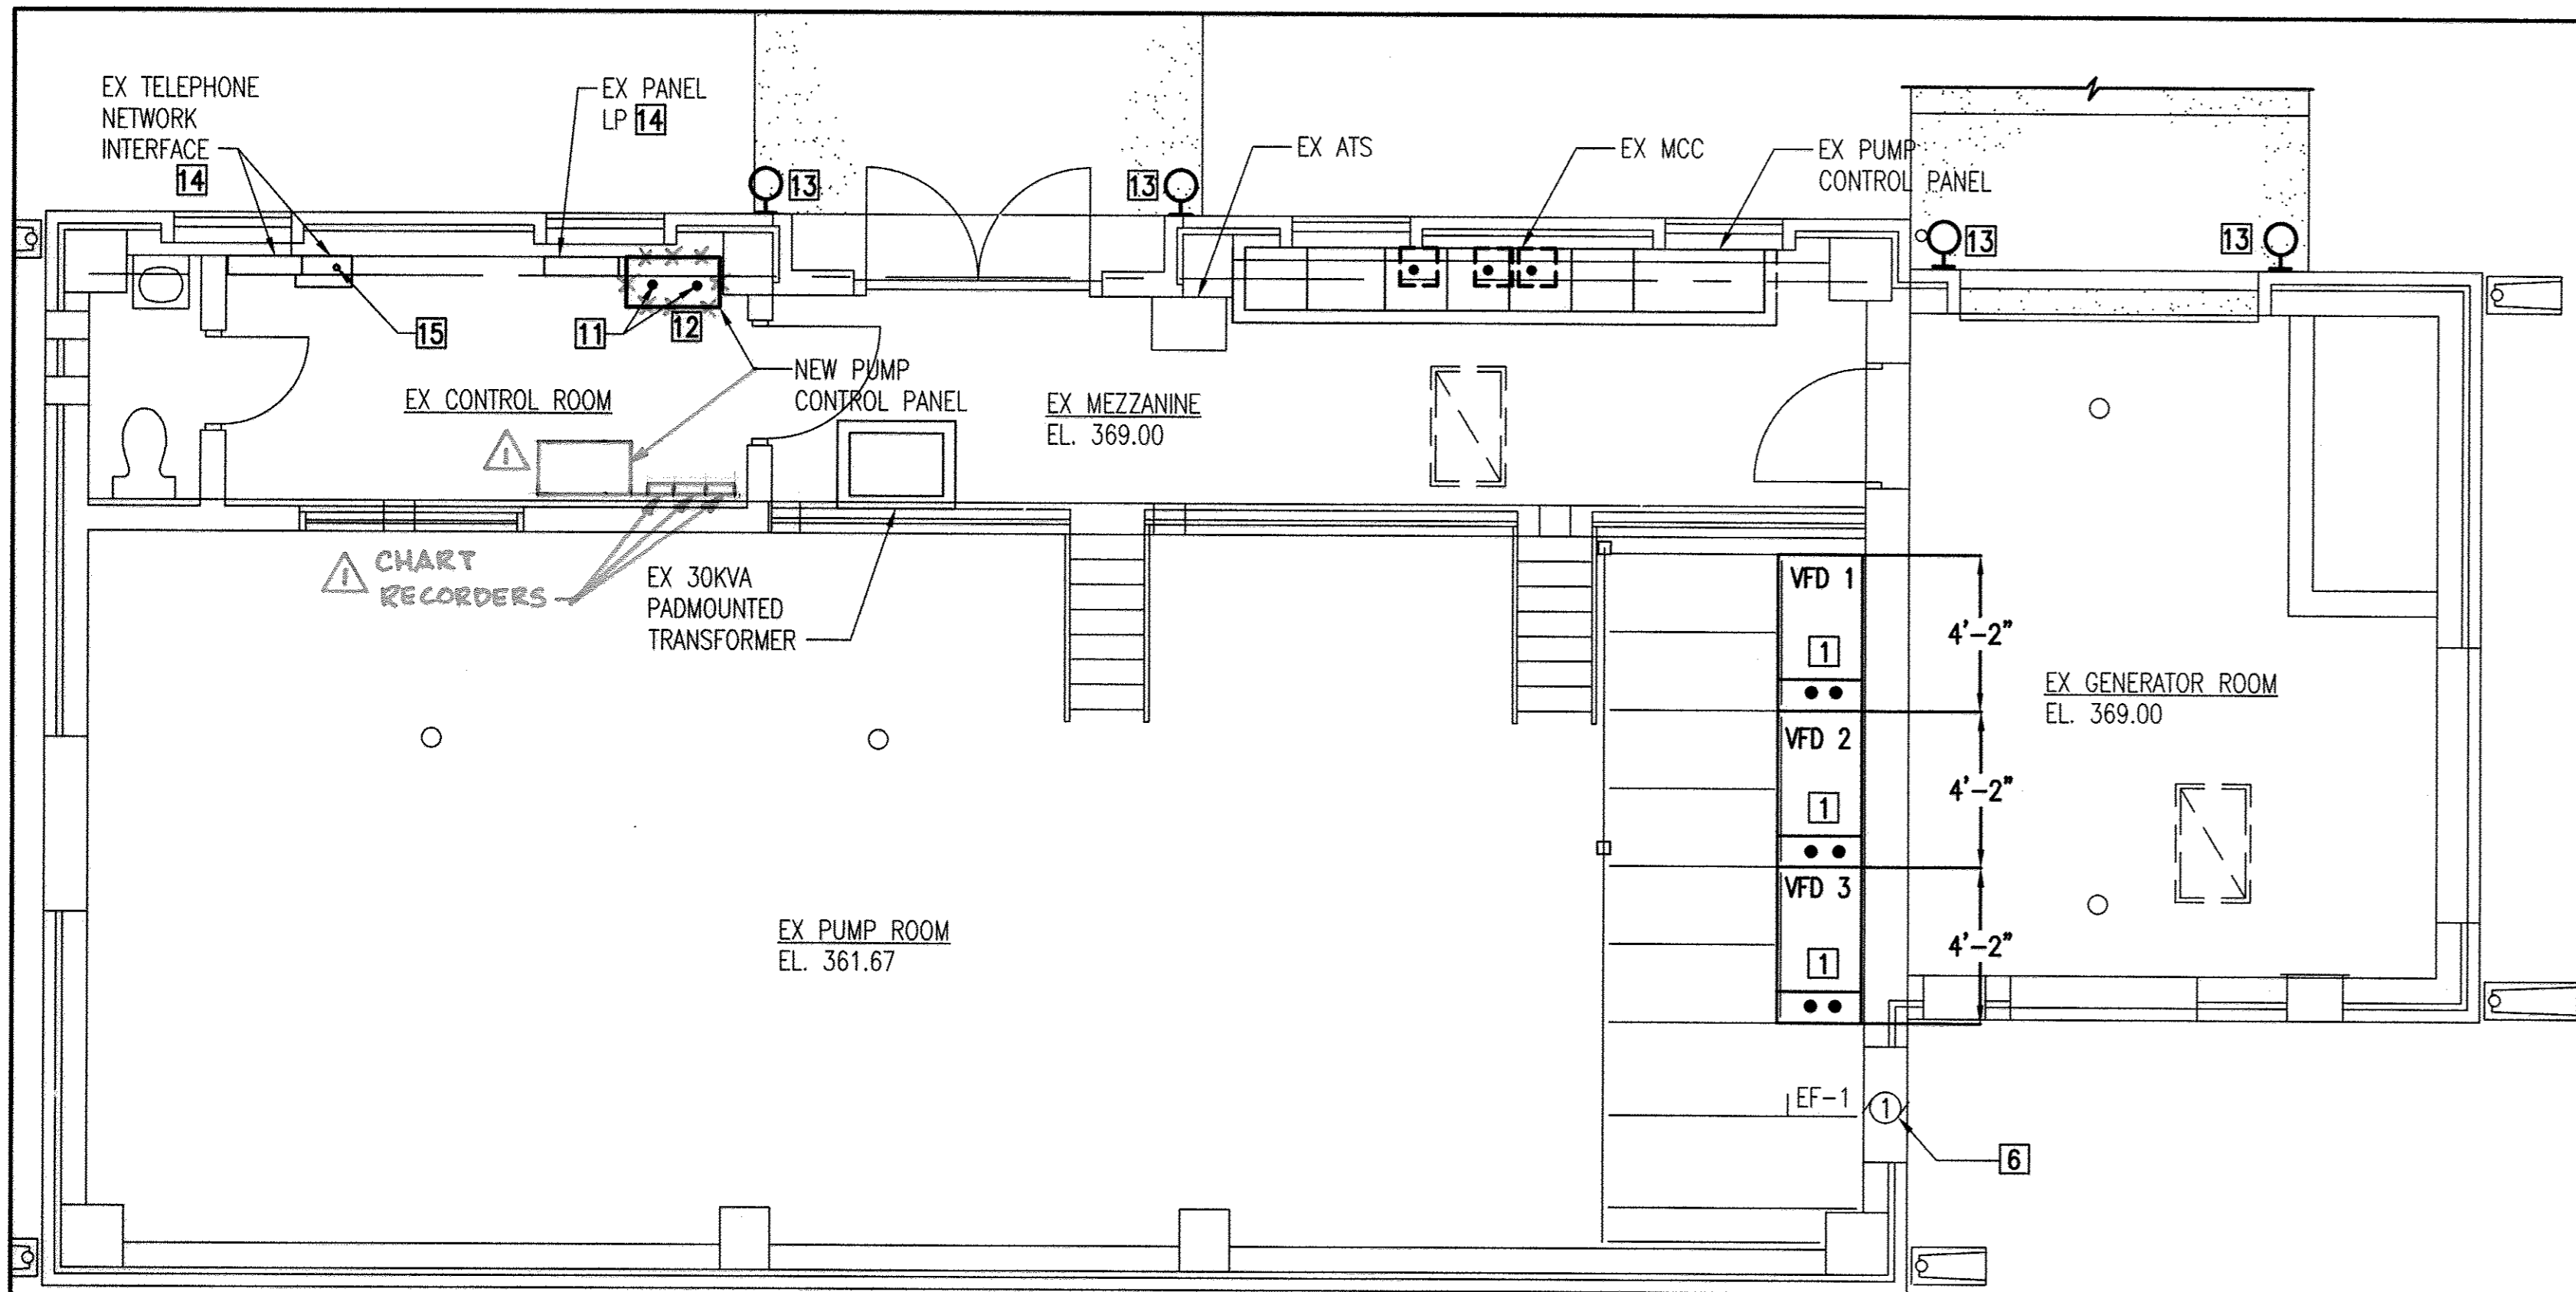 EX TELEPHONE
NETWORK
INTERFACE
14
EX PANEL
LP 14
13
13
EX ATS
EX MCC
EX PUMP
CONTROL PANEL
13
13
15
11
12
NEW PUMP
CONTROL PANEL
EX CONTROL ROOM
EX MEZZANINE
EL. 369.00
1
1 CHART
RECORDERS
EX 30KVA
PADMOUNTED
TRANSFORMER
VFD 1
1
4'-2"
VFD 2
1
4'-2"
VFD 3
1
4'-2"
EX GENERATOR ROOM
EL. 369.00
EX PUMP ROOM
EL. 361.67
EF-1
1
6